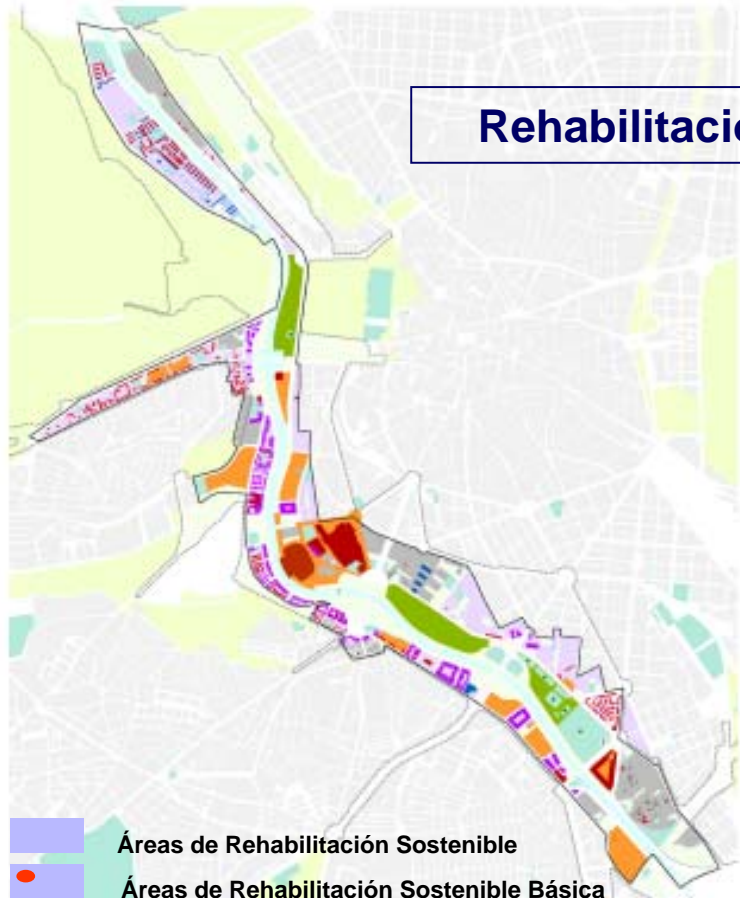 Rehabilitació
Áreas de Rehabilitación Sostenible
Áreas de Rehabilitación Sostenible Básica